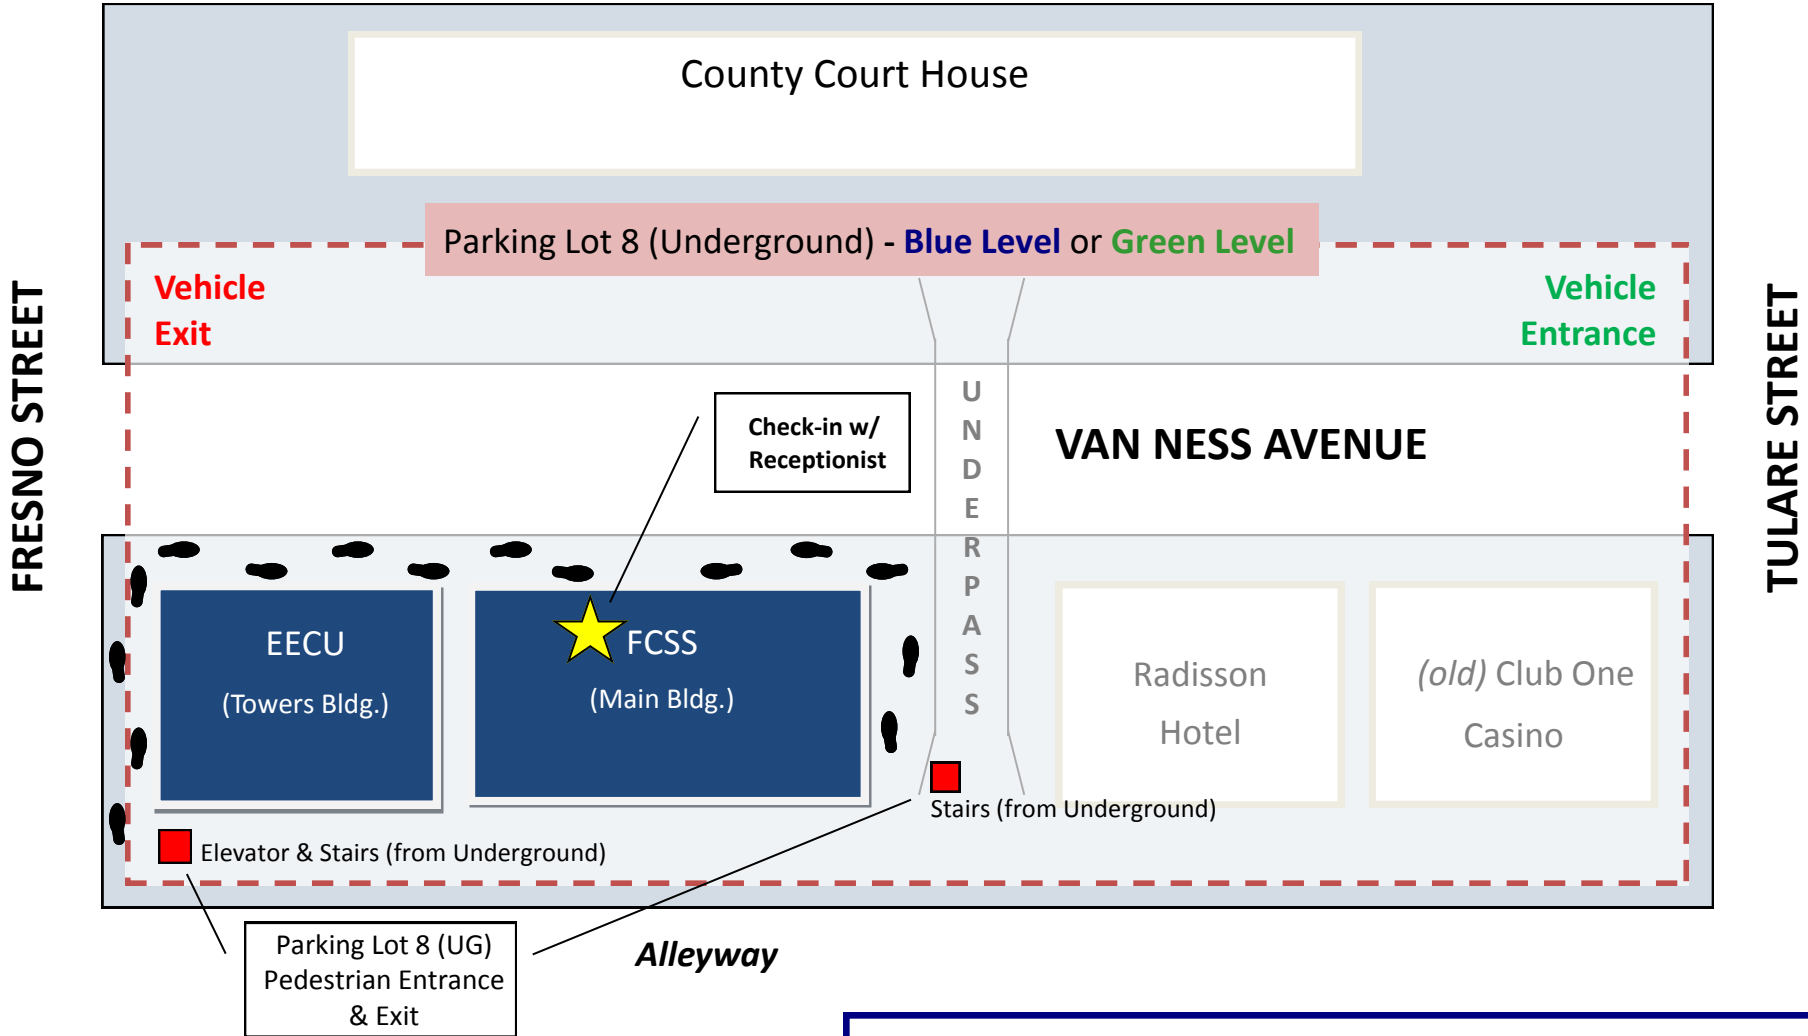 County Court House
Parking Lot 8 (Underground) - Blue Level or Green Level
Vehicle
Exit
Vehicle
Entrance
FRESNO STREET
TULARE STREET
Check-in w/
Receptionist
UNDERPASS
VAN NESS AVENUE
EECU
(Towers Bldg.)
FCSS
(Main Bldg.)
Radisson
Hotel
(old) Club One
Casino
Stairs (from Underground)
Elevator & Stairs (from Underground)
Parking Lot 8 (UG)
Pedestrian Entrance
& Exit
Alleyway